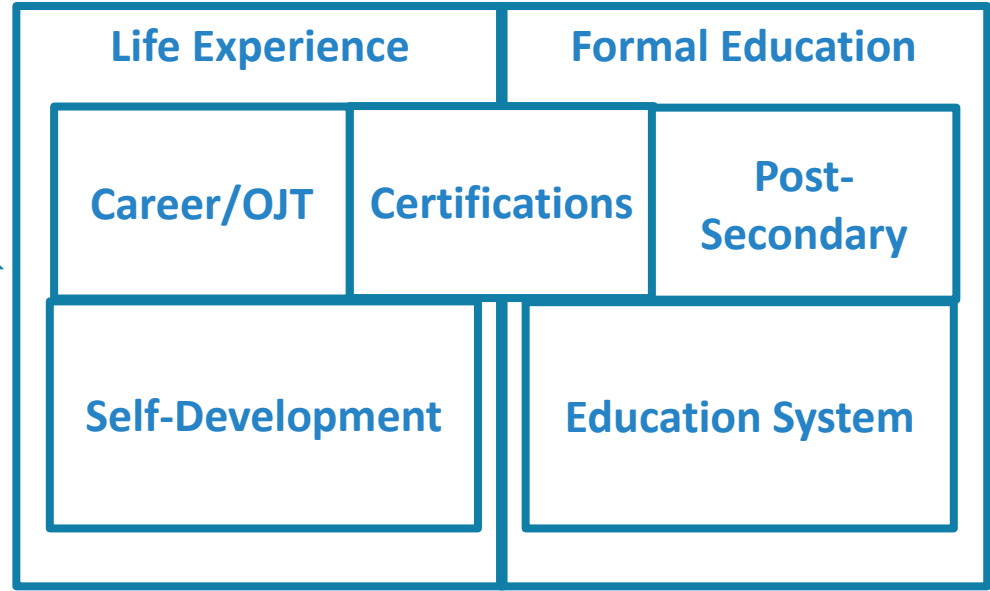 Life Experience
Formal Education
Career/OJT
Certifications
Post-
Secondary
Self-Development
Education System